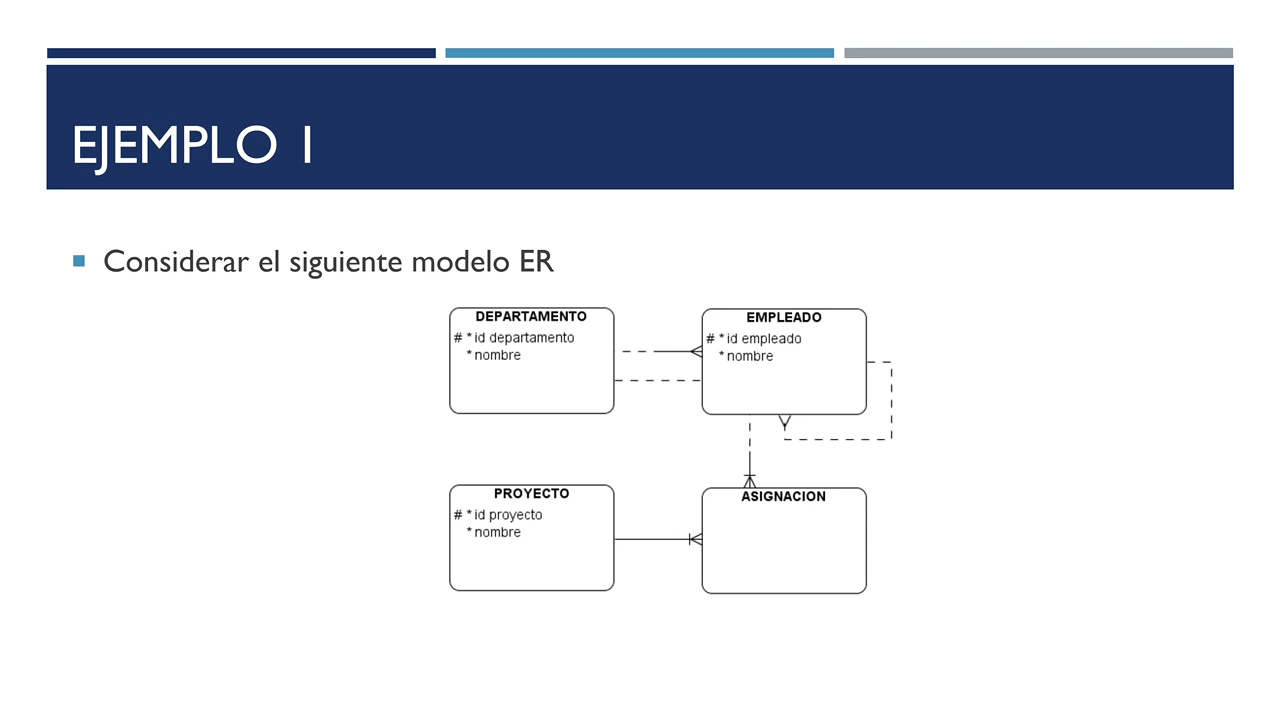 EJEMPLO 1
Considerar el siguiente modelo ER
DEPARTAMENTO
# * id departamento
* nombre
EMPLEADO
# * id empleado
* nombre
PROYECTO
# * id proyecto
* nombre
ASIGNACION